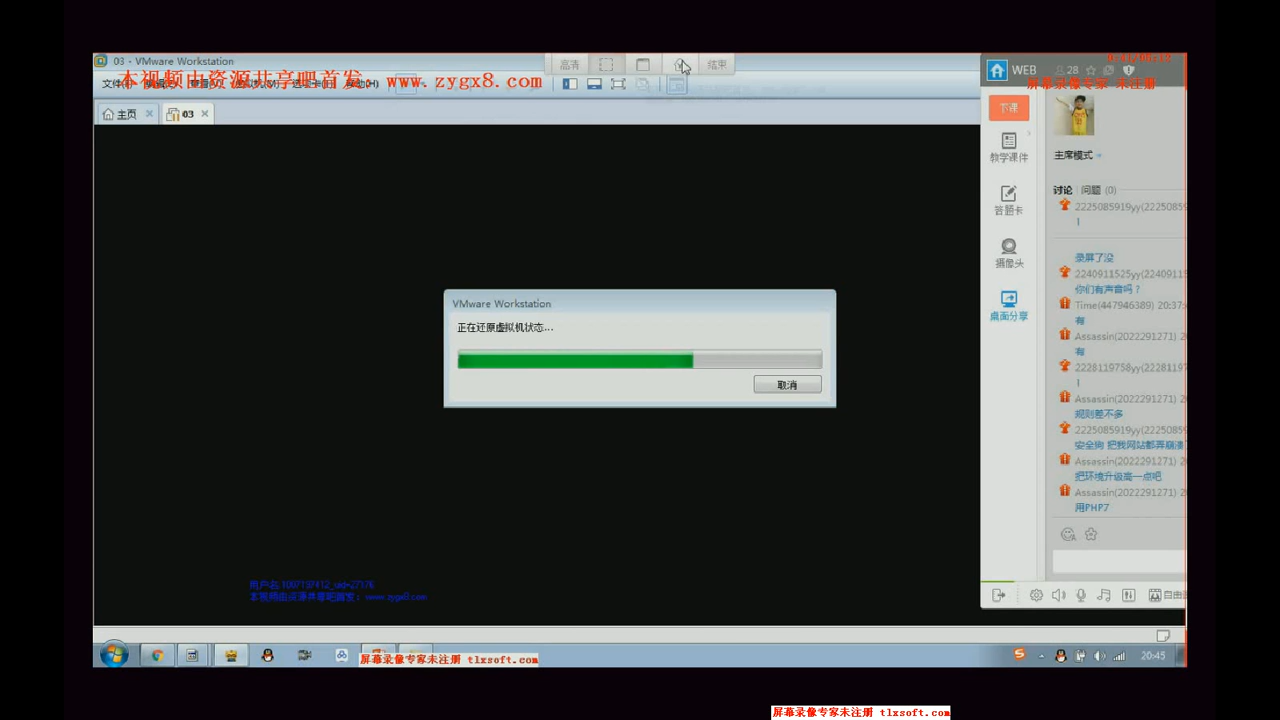 03 - VMware Workstation
高清
结束
本视频由资源共享吧首发 www.zygx8.com
主页
03
WEB
28
屏幕录像专家 未注册
下课
教学课件
答题卡
摄像头
桌面分享
主席模式
讨论 问题 (0)
2225085919yy(2225085
1
录屏了没
2240911525yy(2240911
你们有声音吗？
Time(447946389) 20:37:
有
Assassin(2022291271) 2
有
2228119758yy(2228119
1
Assassin(2022291271) 2
规则差不多
2225085919yy(2225085
安全狗 把我网站都弄崩溃
Assassin(2022291271) 2
把环境升级高一点吧
Assassin(2022291271) 2
用PHP7
VMware Workstation
正在还原虚拟机状态...
取消
屏幕录像专家未注册 tlxsoft.com
20:45
屏幕录像专家未注册 tlxsoft.com